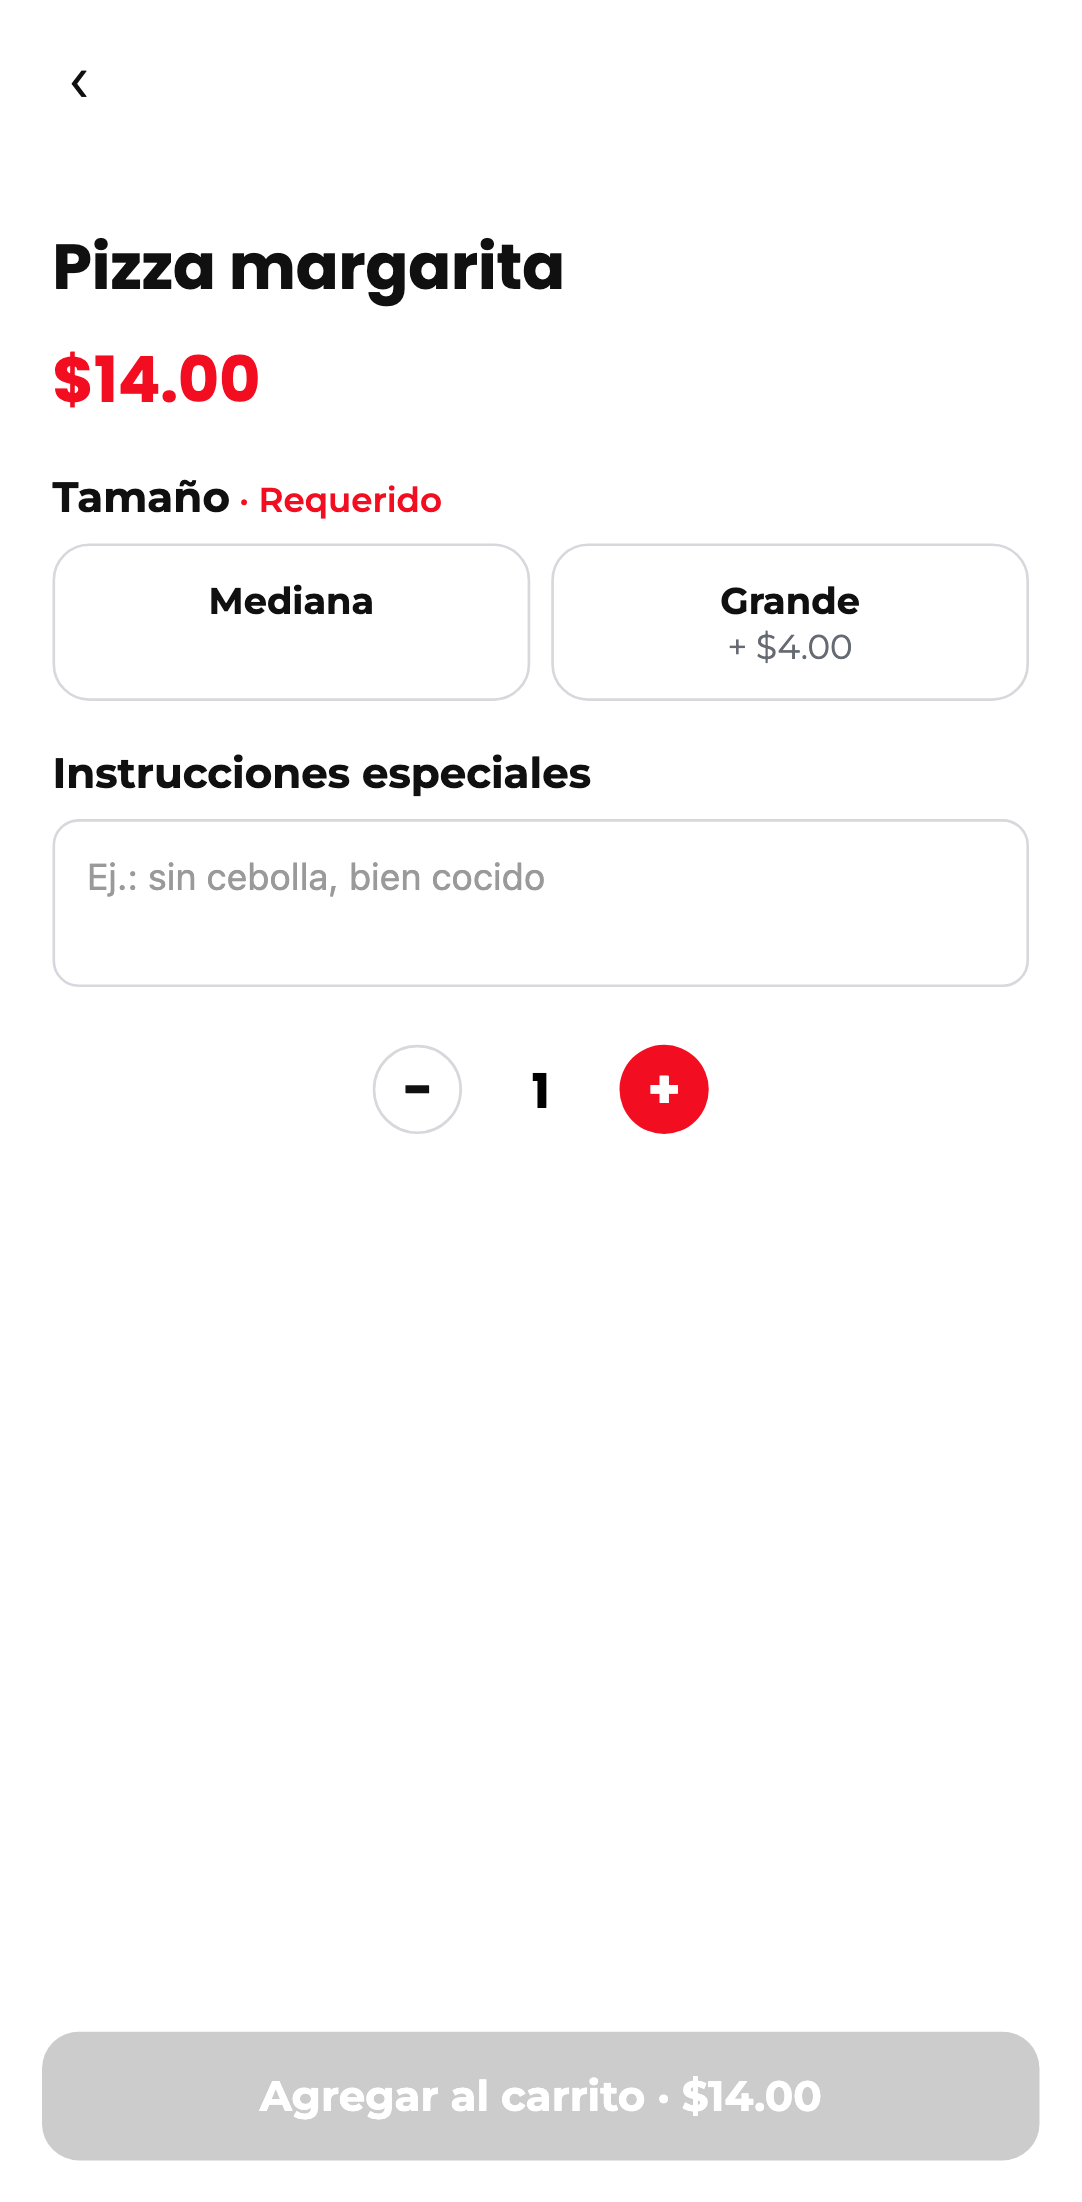 ‹
Pizza margarita
$14.00
Tamaño · Requerido
Mediana
Grande
+ $4.00
Instrucciones especiales
Ej.: sin cebolla, bien cocido
− 1 +
Agregar al carrito · $14.00